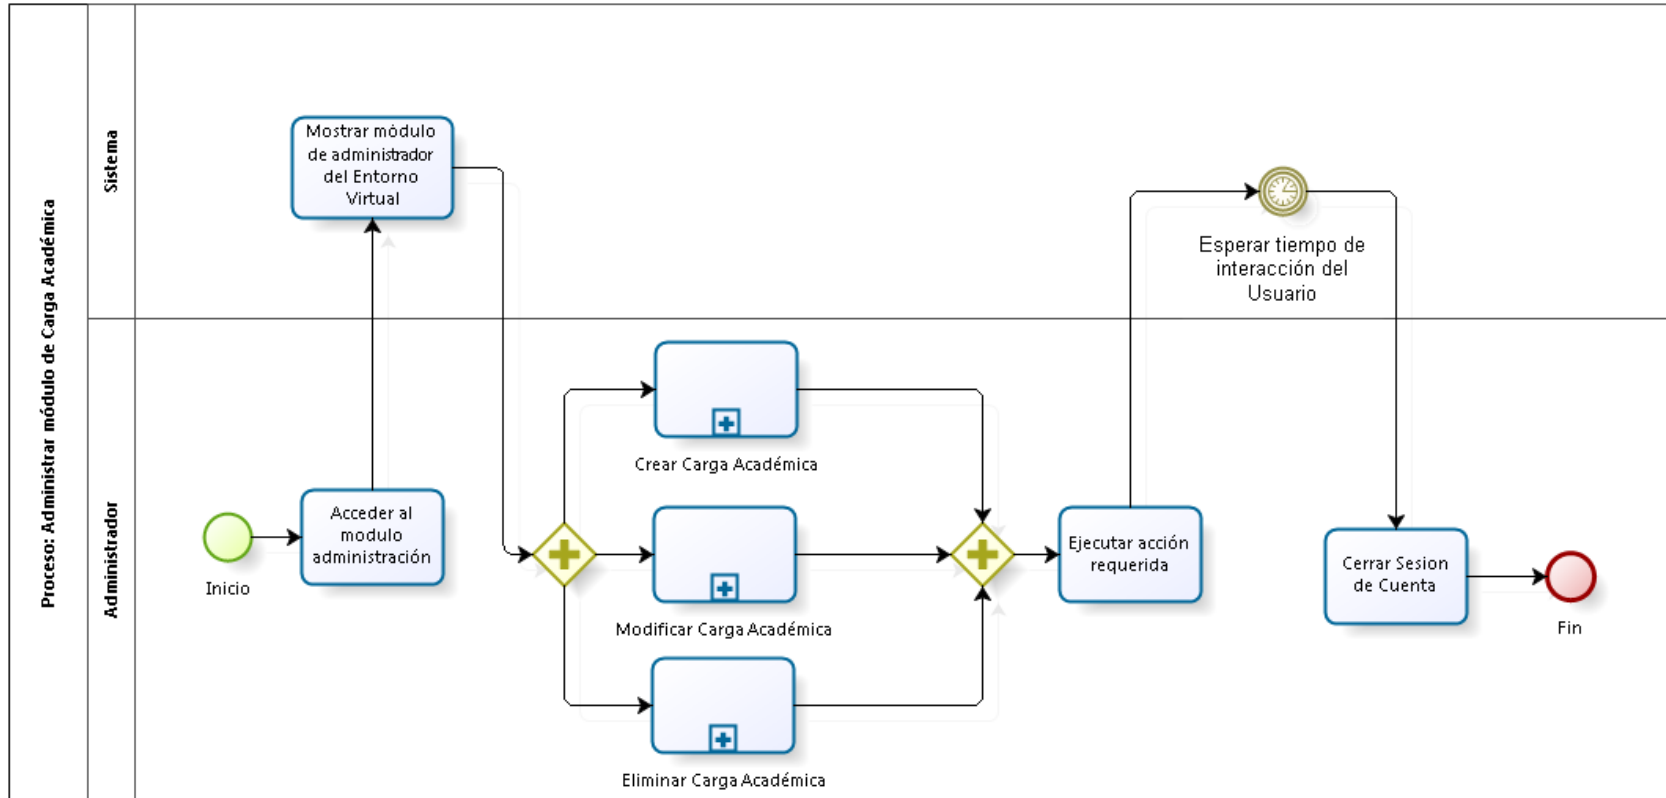 Proceso: Administrar módulo de Carga Académica
Sistema
Mostrar módulo
de administrador
del Entorno
Virtual
Esperar tiempo de
interacción del
Usuario
Administrador
Inicio
Acceder al
modulo
administración
Crear Carga Académica
Modificar Carga Académica
Eliminar Carga Académica
Ejecutar acción
requerida
Cerrar Sesion
de Cuenta
Fin